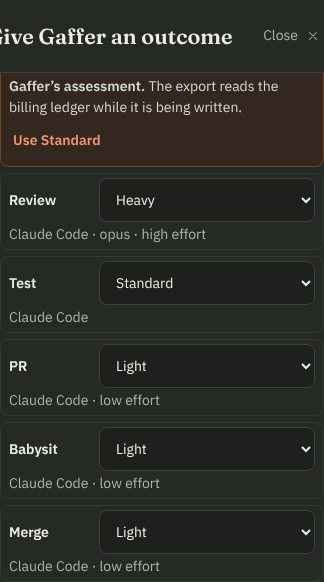 Give Gaffer an outcome
Close ×
Gaffer’s assessment. The export reads the
billing ledger while it is being written.
Use Standard
Review
Heavy
Claude Code · opus · high effort
Test
Standard
Claude Code
PR
Light
Claude Code · low effort
Babysit
Light
Claude Code · low effort
Merge
Light
Claude Code · low effort